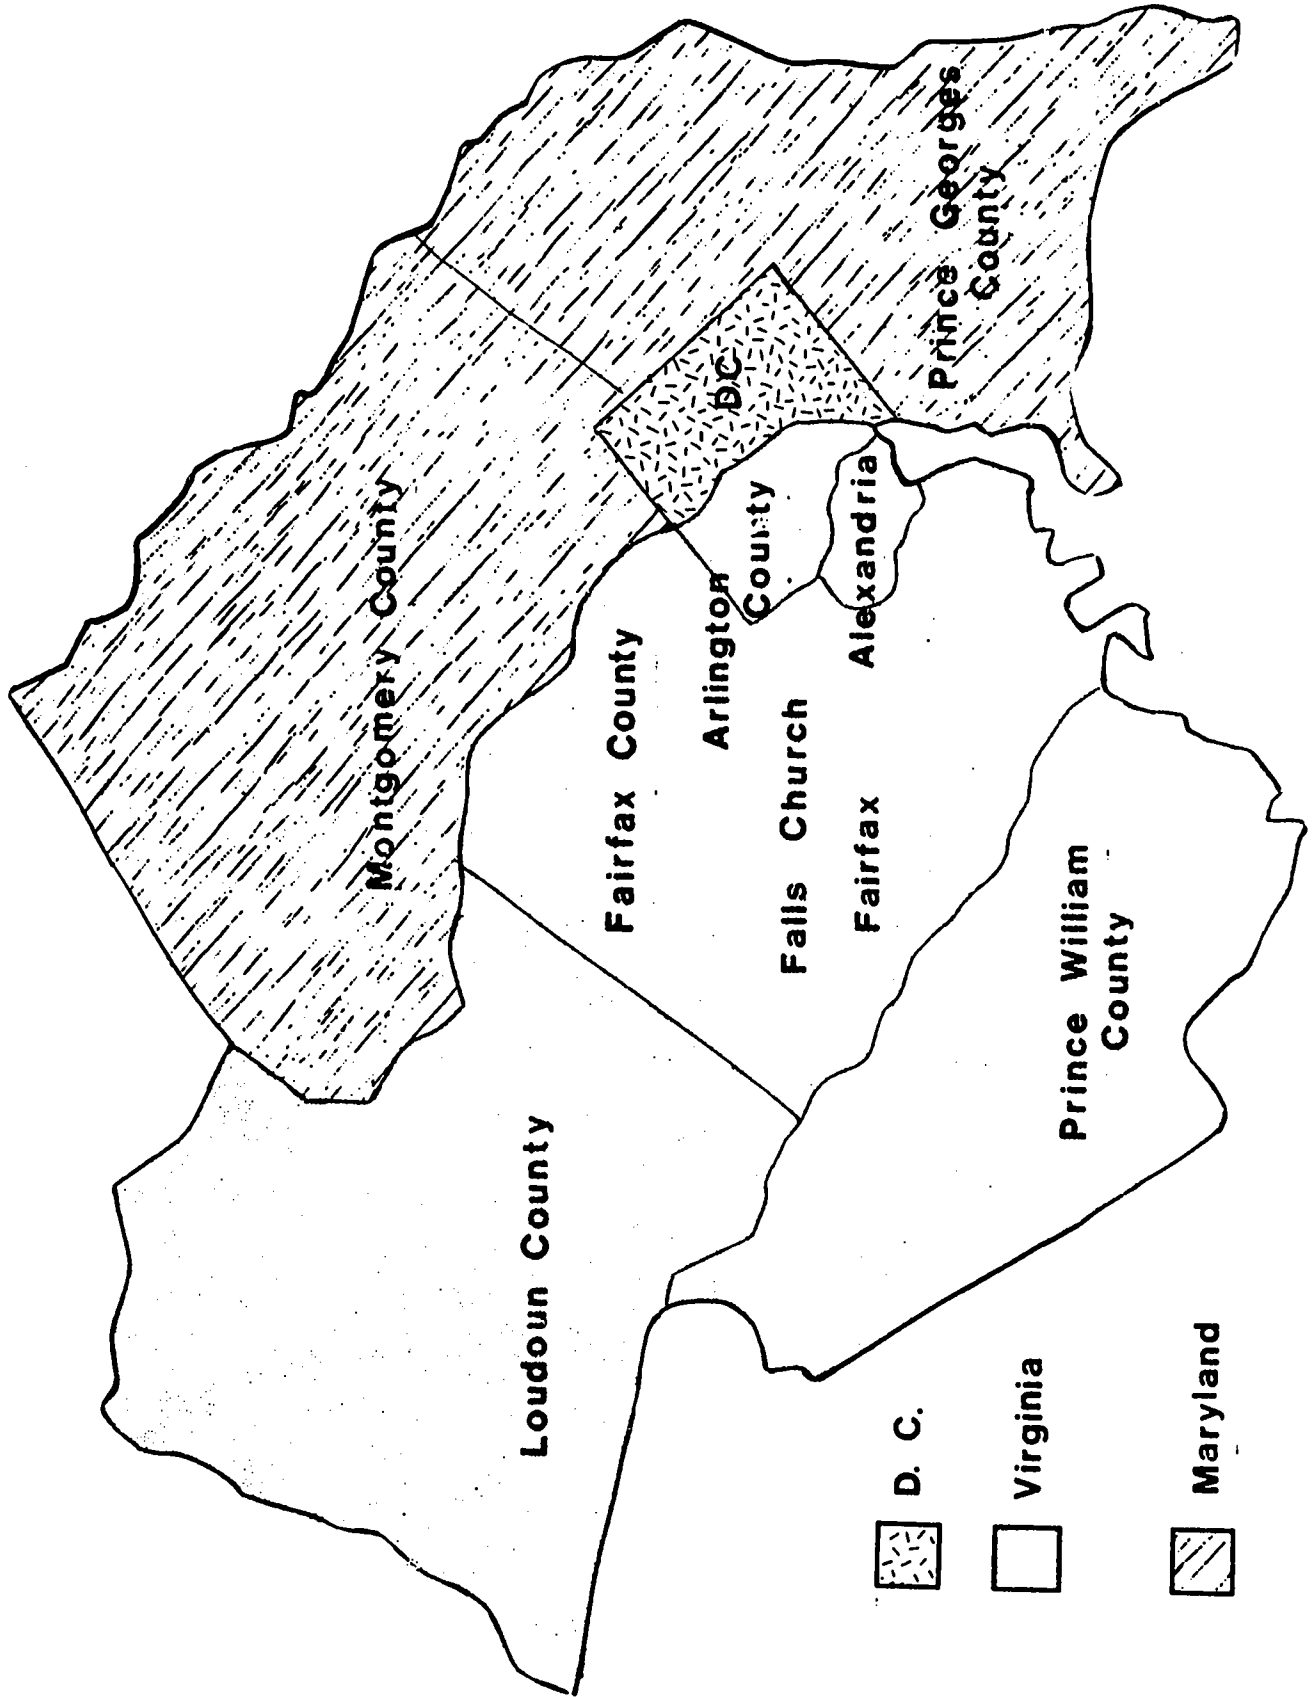 Montgomery County
Prince Georges
County
DC
Loudoun County
Fairfax County
Arlington
County
Alexandria
Falls Church
Fairfax
Prince William
County
D. C.
Virginia
Maryland